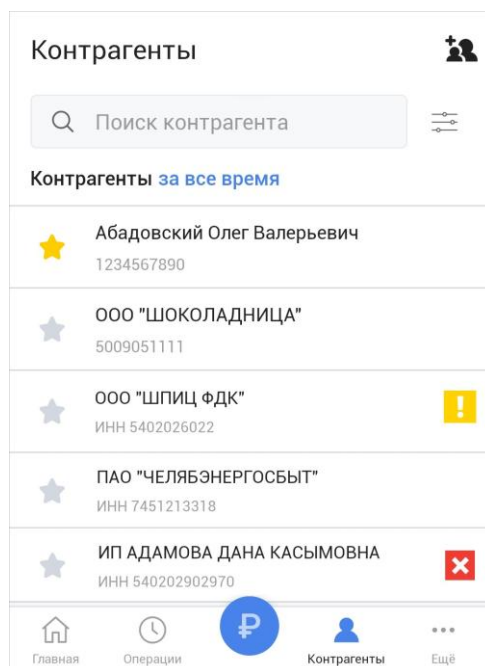 Контрагенты
Поиск контрагента
Контрагенты за все время
Абадовский Олег Валерьевич
1234567890
ООО "ШОКОЛАДНИЦА"
5009051111
ООО "ШПИЦ ФДК"
ИНН 5402026022
ПАО "ЧЕЛЯБЭНЕРГОСБЫТ"
ИНН 7451213318
ИП АДАМОВА ДАНА КАСЫМОВНА
ИНН 540202902970
Главная Операции Контрагенты Ещё